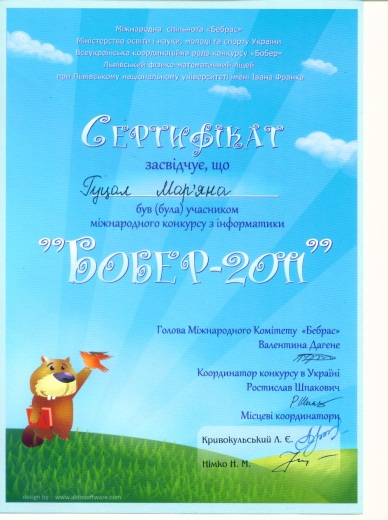 Міжнародна спільнота «Бебрас»
Міністерство освіти і науки, молоді та спорту України
Всеукраїнська координаційна рада конкурсу «Бобер»
Львівський фізико-математичний ліцей
при Львівському національному університеті імені Івана Франка
Сертифікат
засвідчує, що
Гуцал Мар'яна
був (була) учасником
міжнародного конкурсу з інформатики
"Бобер-2011"
Голова Міжнародного Комітету «Бебрас»
Валентина Дагєне
Координатор конкурсу в Україні
Ростислав Шпакович
Місцеві координатори
Кривокульський Л. Є.
Німко Н. М.
design by - www.abtosoftware.com